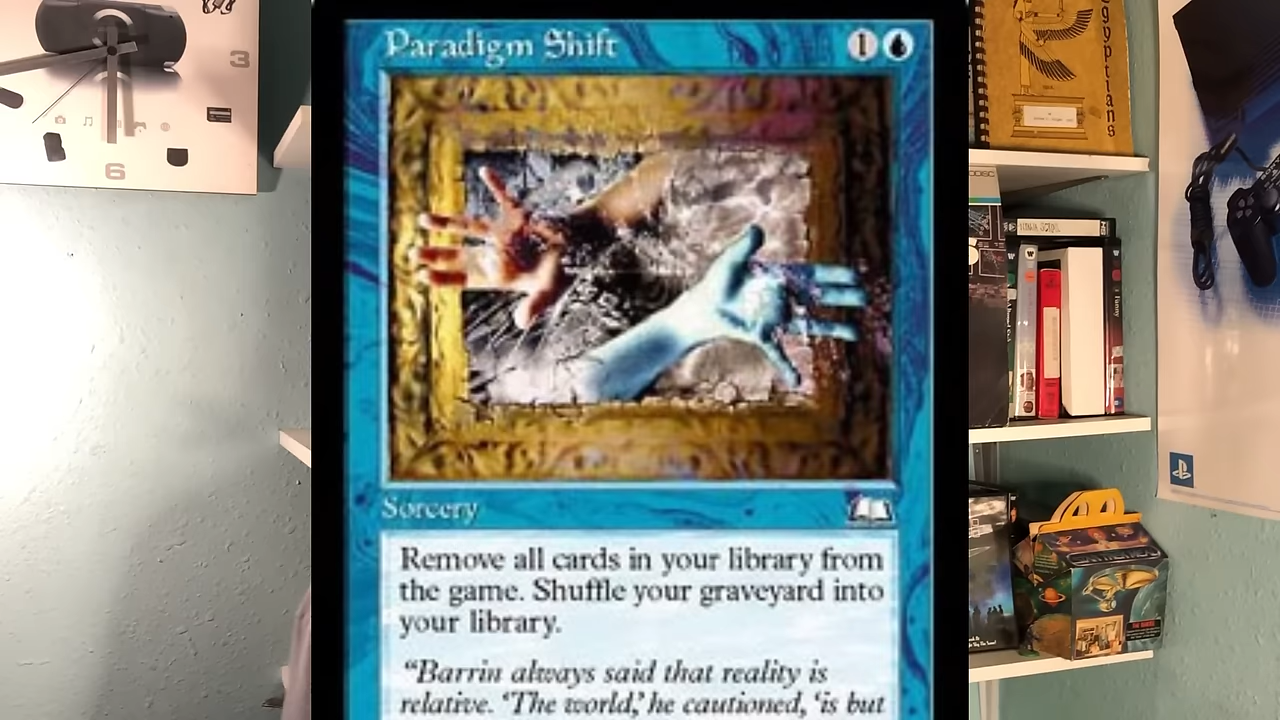 Paradigm Shift
1
Sorcery
Remove all cards in your library from
the game. Shuffle your graveyard into
your library.
"Barrin always said that reality is
relative. 'The world,' he cautioned, 'is but
3
6
egyptians